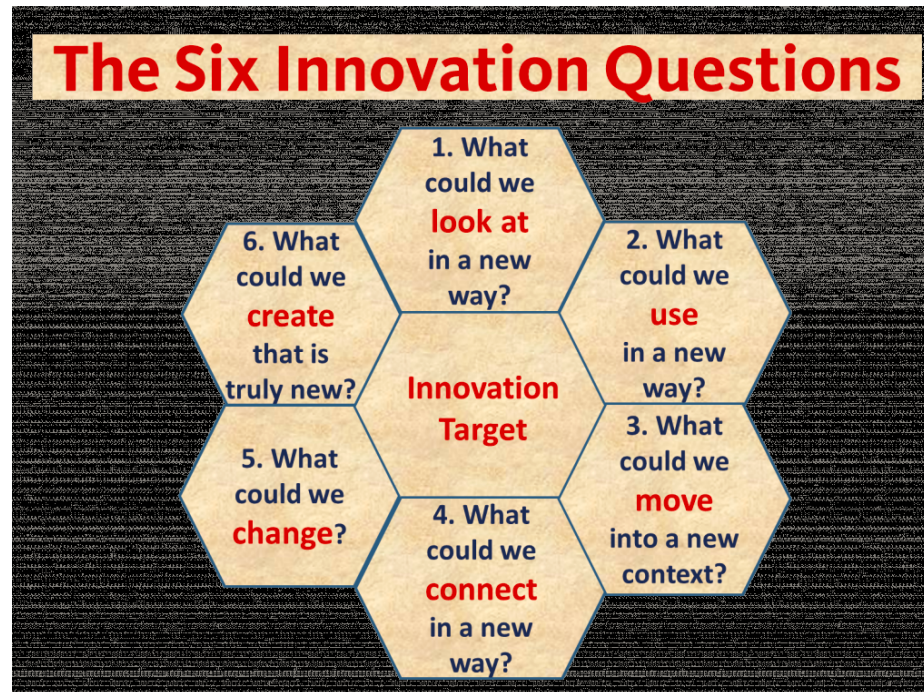 The Six Innovation Questions
1. What
could we
look at
in a new
way?
2. What
could we
use
in a new
way?
3. What
could we
move
into a new
context?
4. What
could we
connect
in a new
way?
5. What
could we
change?
6. What
could we
create
that is
truly new?
Innovation
Target